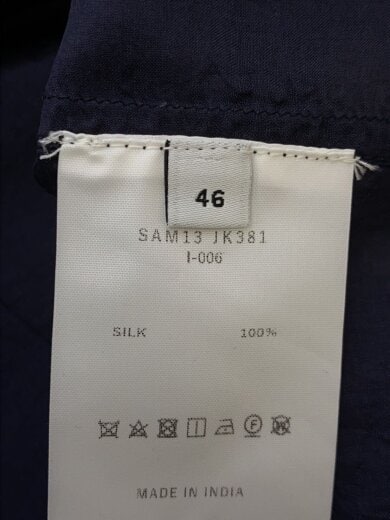 46
SAM13 JK381
I-006
SILK 100%
MADE IN INDIA